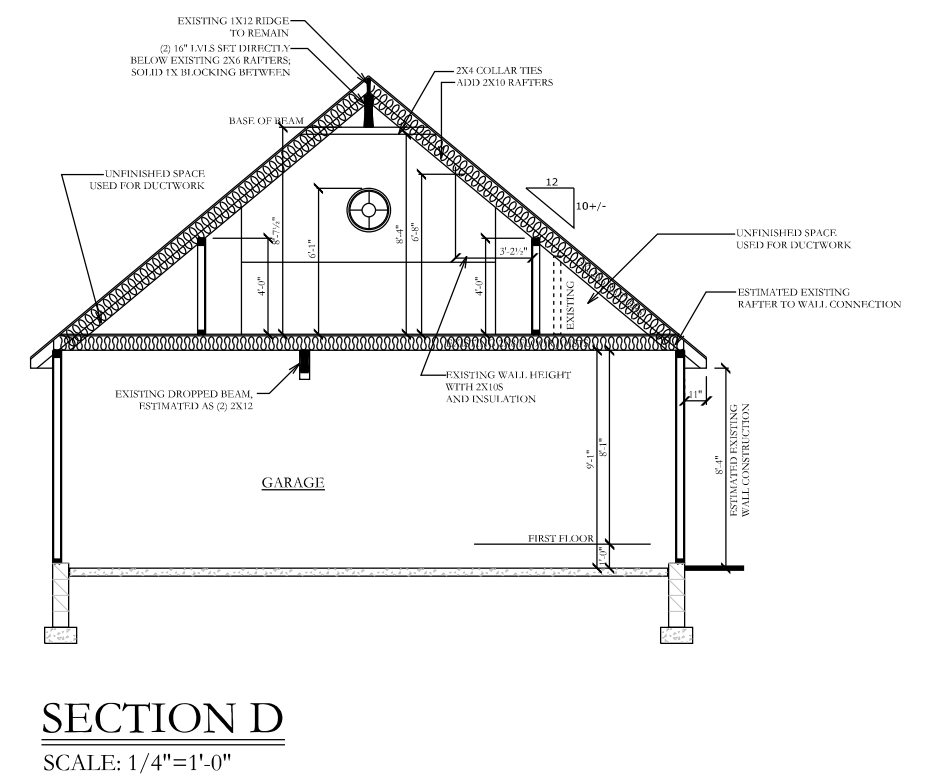 EXISTING 1X12 RIDGE
TO REMAIN
(2) 16" LVLS SET DIRECTLY
BELOW EXISTING 2X6 RAFTERS;
SOLID 1X BLOCKING BETWEEN
2X4 COLLAR TIES
ADD 2X10 RAFTERS
BASE OF BEAM
UNFINISHED SPACE
USED FOR DUCTWORK
12
10+/-
8'-7½"
6'-1"
8'-4"
6'-8"
4'-0"
4'-0"
3'-2½"
EXISTING
UNFINISHED SPACE
USED FOR DUCTWORK
ESTIMATED EXISTING
RAFTER TO WALL CONNECTION
EXISTING DROPPED BEAM,
ESTIMATED AS (2) 2X12
EXISTING WALL HEIGHT
WITH 2X10S
AND INSULATION
11"
8'-4"
ESTIMATED EXISTING
WALL CONSTRUCTION
9'-1"
8'-1"
GARAGE
FIRST FLOOR
1'-0"
SECTION D
SCALE: 1/4"=1'-0"